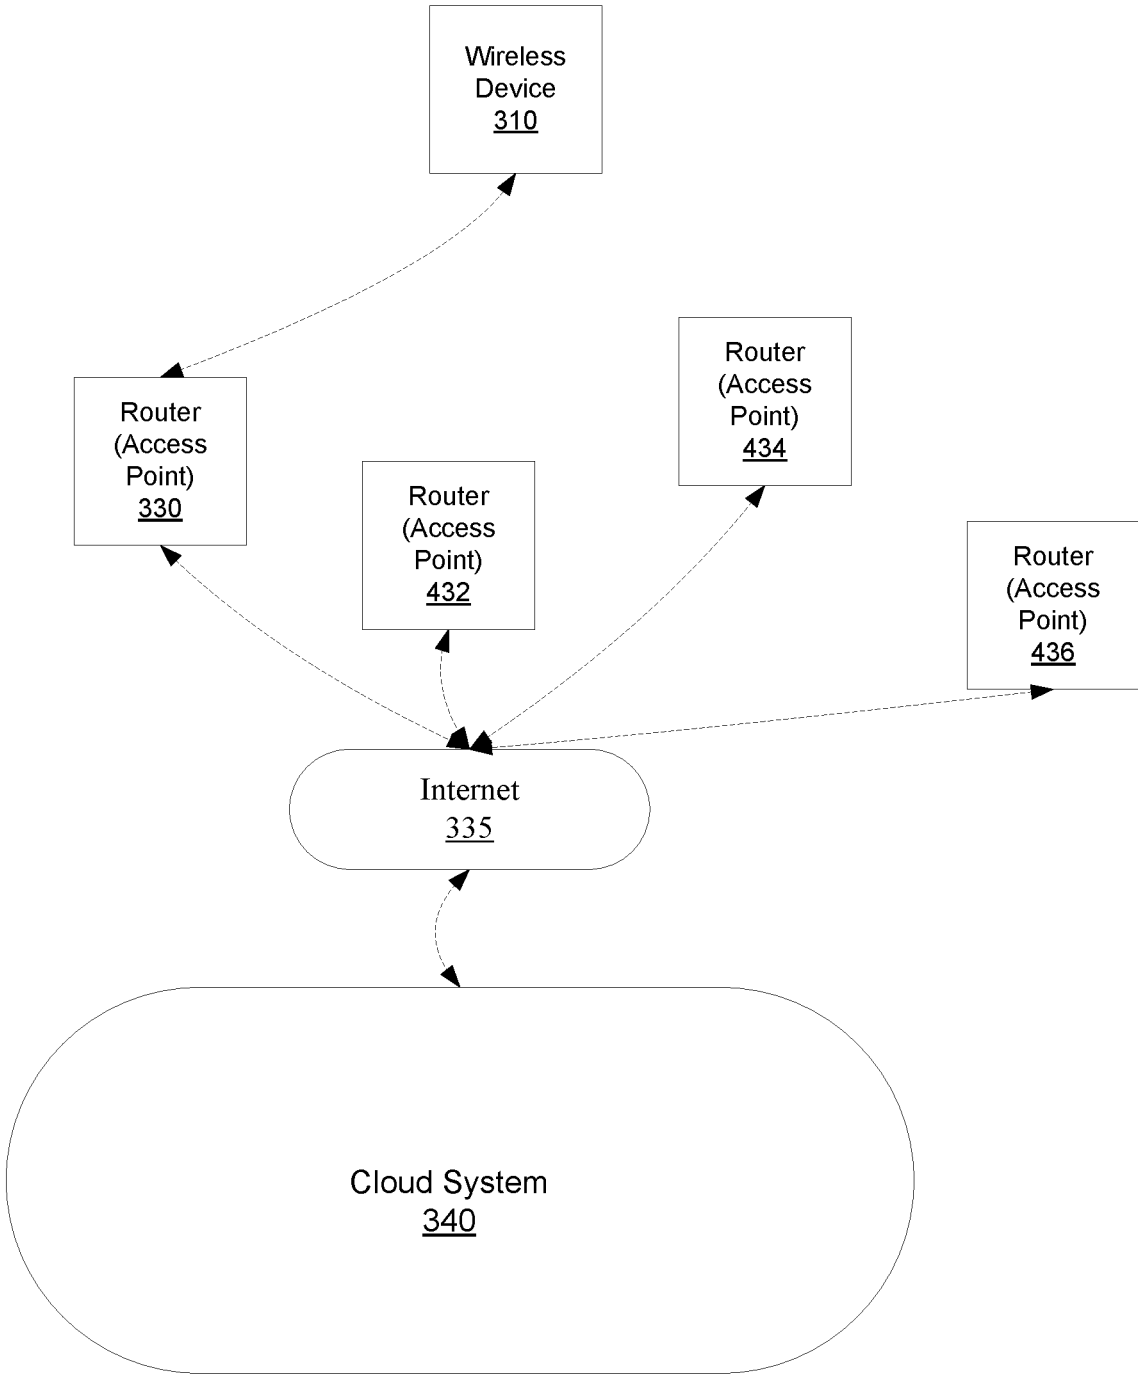 Wireless
Device
310
Router
(Access
Point)
434
Router
(Access
Point)
330
Router
(Access
Point)
432
Router
(Access
Point)
436
Internet
335
Cloud System
340